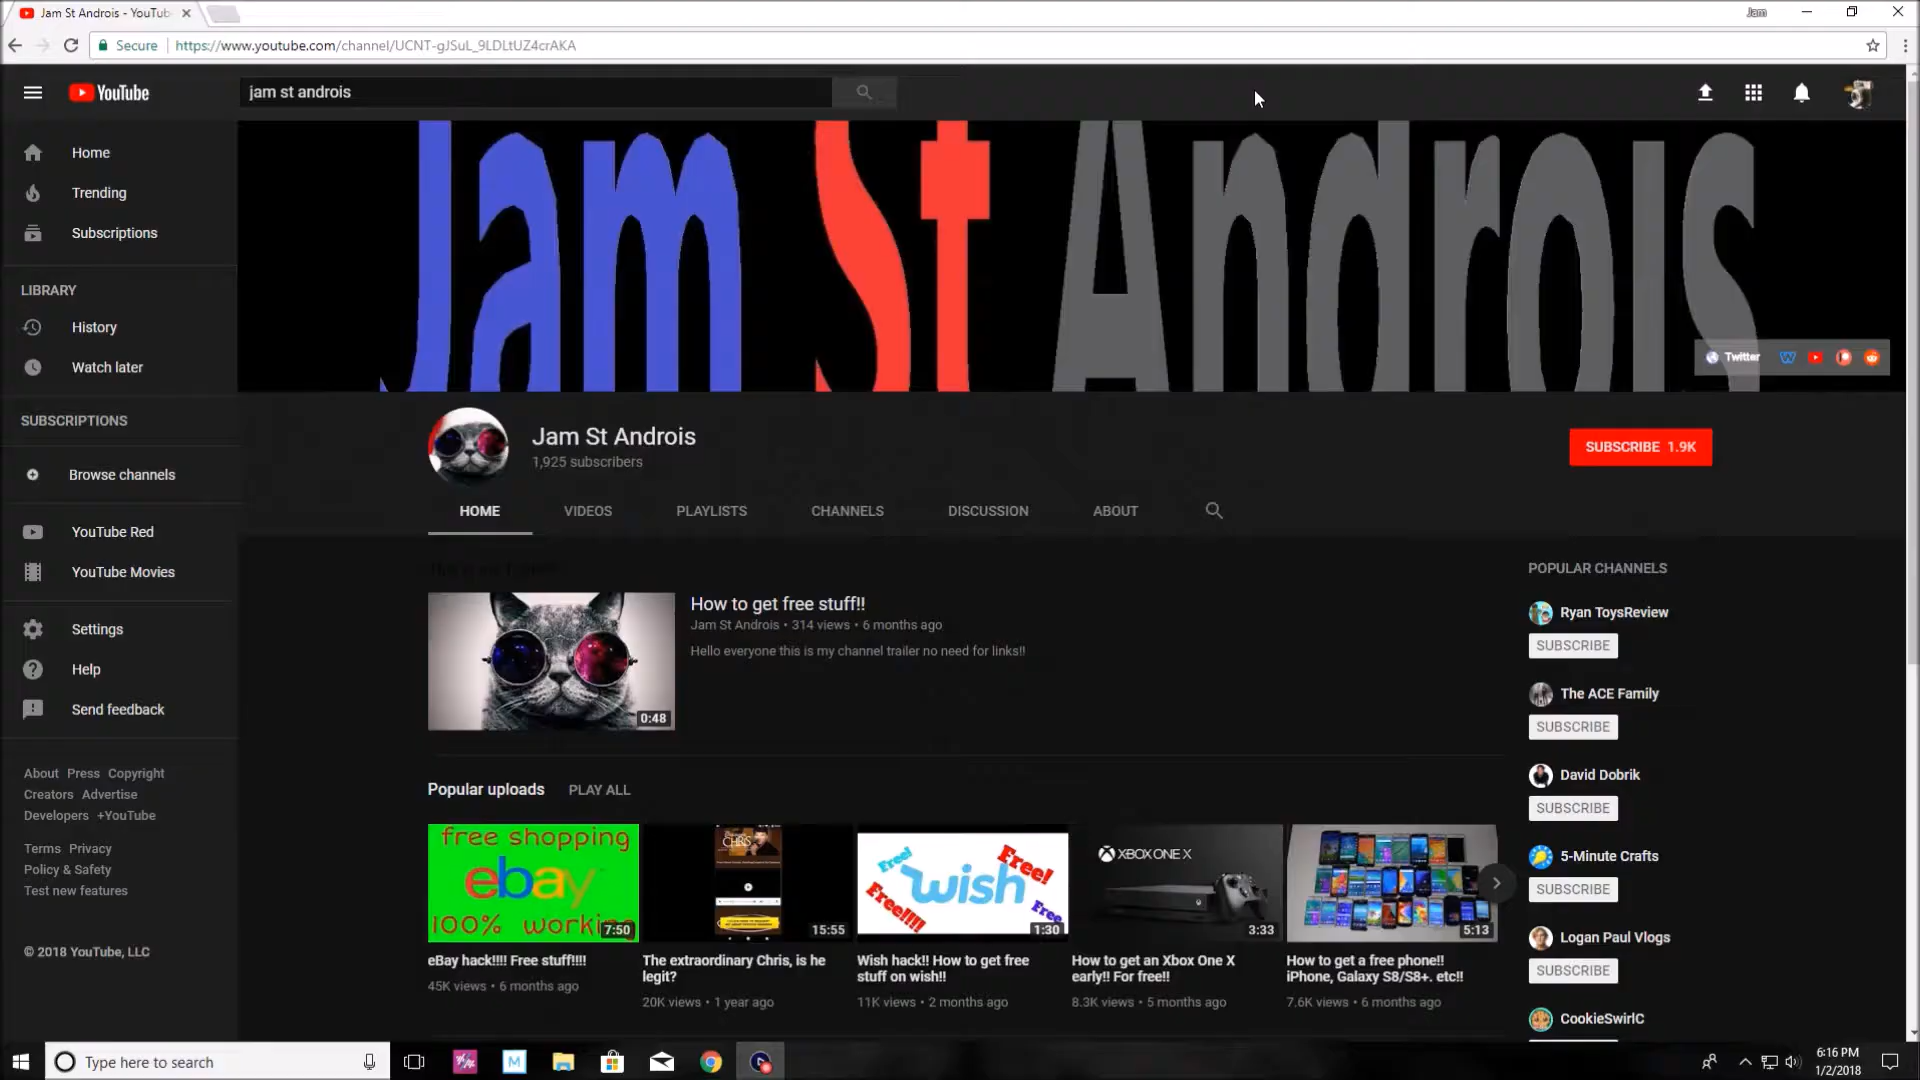 Jam St Androis - YouTub
Jam
Secure
https://www.youtube.com/channel/UCNT-gJSuL_9LDLtUZ4crAKA
YouTube
jam st androis
Home
Trending
Subscriptions
LIBRARY
History
Watch later
SUBSCRIPTIONS
Browse channels
YouTube Red
YouTube Movies
Settings
Help
Send feedback
About Press Copyright
Creators Advertise
Developers +YouTube
Terms Privacy
Policy & Safety
Test new features
© 2018 YouTube, LLC
Jam St Androis
Twitter
Jam St Androis
1,925 subscribers
SUBSCRIBE 1.9K
HOME VIDEOS PLAYLISTS CHANNELS DISCUSSION ABOUT
0:48
How to get free stuff!!
Jam St Androis • 314 views • 6 months ago
Hello everyone this is my channel trailer no need for links!!
Popular uploads PLAY ALL
free shopping
ebay
100% working
7:50
eBay hack!!!! Free stuff!!!!
45K views • 6 months ago
CHRIS
15:55
The extraordinary Chris, is he
legit?
20K views • 1 year ago
Free!
Free!
wish
Free!!!!
Free
1:30
Wish hack!! How to get free
stuff on wish!!
11K views • 2 months ago
XBOX ONE X
3:33
How to get an Xbox One X
early!! For free!!
8.3K views • 5 months ago
5:13
How to get a free phone!!
iPhone, Galaxy S8/S8+. etc!!
7.6K views • 6 months ago
POPULAR CHANNELS
Ryan ToysReview
SUBSCRIBE
The ACE Family
SUBSCRIBE
David Dobrik
SUBSCRIBE
5-Minute Crafts
SUBSCRIBE
Logan Paul Vlogs
SUBSCRIBE
CookieSwirlC
Type here to search
6:16 PM
1/2/2018